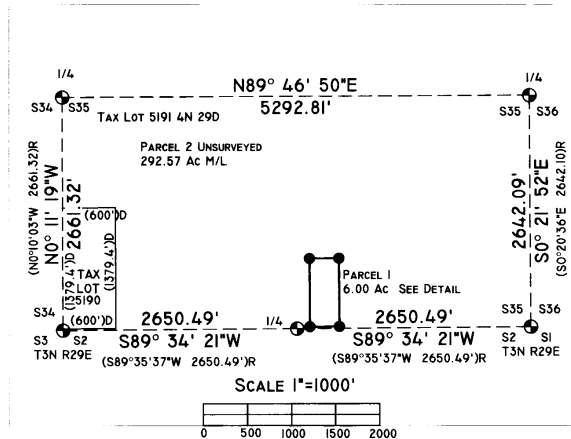 1/4
1/4
N89° 46' 50"E
S34 S35
5292.81'
S35 S36
TAX LOT 5191 4N 29D
PARCEL 2 UNSURVEYED
292.57 AC M/L
(N0°10'03"W 2661.32)R
N0° 11' 19"W
2661.32'
(600')D
(1379.4')D
(1379.4')D
TAX
LOT
5190
(600')D
2642.09'
S0° 21' 52"E
(S0°20'36"E 2642.10)R
PARCEL 1
6.00 AC SEE DETAIL
S34
S35 S36
2650.49'
1/4
2650.49'
S3 S2
S89° 34' 21"W
S89° 34' 21"W
S2 S1
T3N R29E
(S89°35'37"W 2650.49')R
(S89°35'37"W 2650.49')R
T3N R29E
SCALE 1"=1000'
0 500 1000 1500 2000